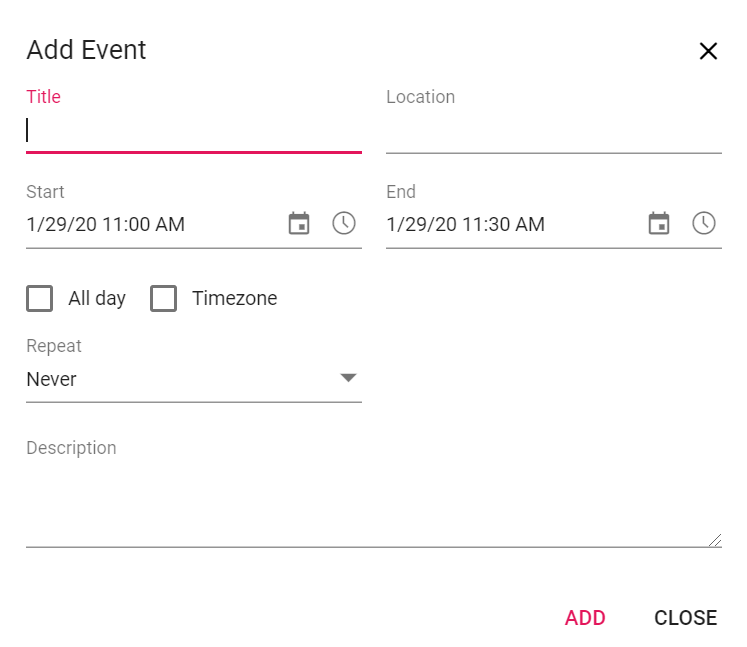 Add Event
Title
Location
Start
End
1/29/20 11:00 AM
1/29/20 11:30 AM
All day
Timezone
Repeat
Never
Description
ADD
CLOSE